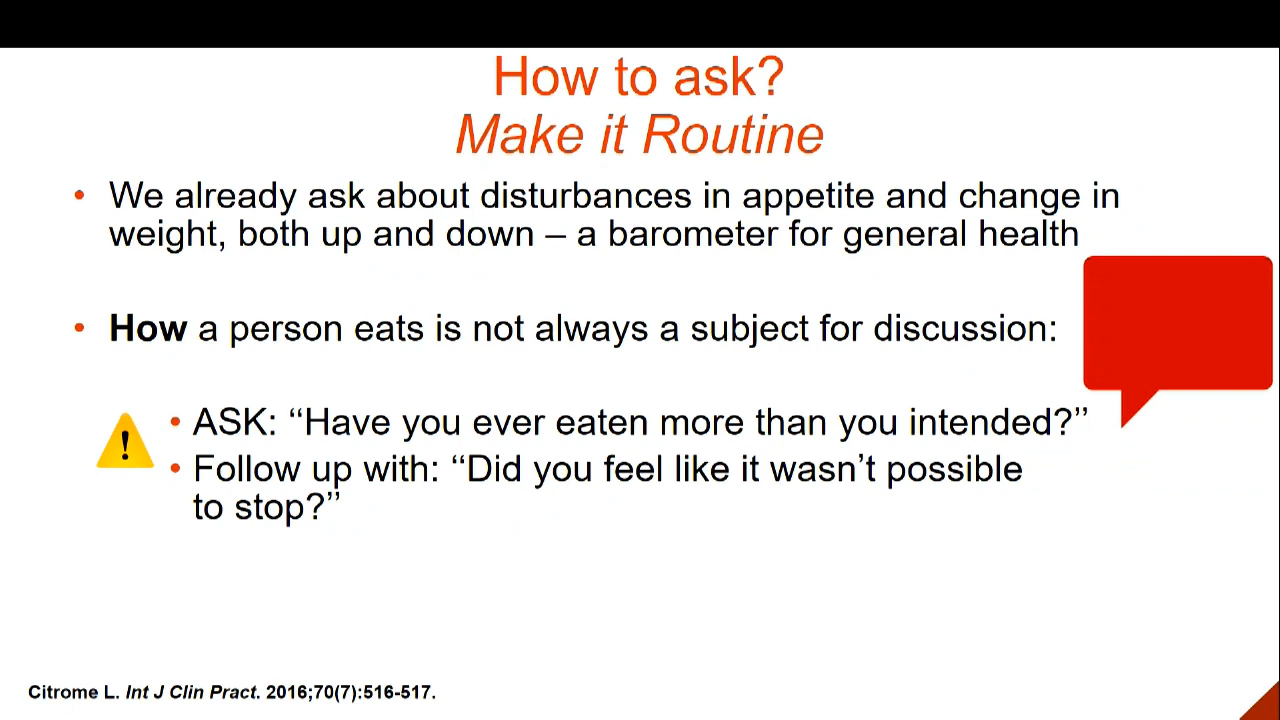 How to ask?
Make it Routine
• We already ask about disturbances in appetite and change in
weight, both up and down – a barometer for general health
• How a person eats is not always a subject for discussion:
• ASK: ‘‘Have you ever eaten more than you intended?’’
• Follow up with: ‘‘Did you feel like it wasn’t possible
to stop?’’
Citrome L. Int J Clin Pract. 2016;70(7):516-517.